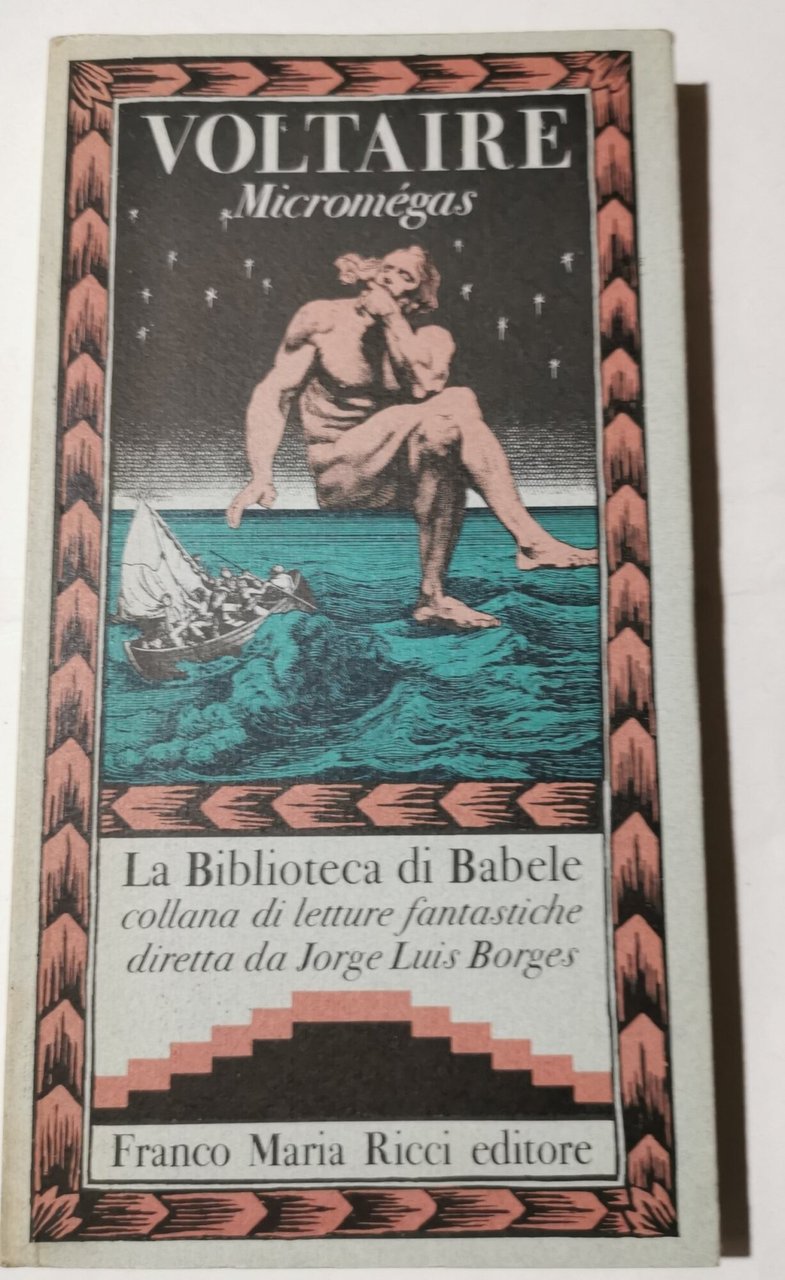 VOLTAIRE
Micromégas
La Biblioteca di Babele
collana di letture fantastiche
diretta da Jorge Luis Borges
Franco Maria Ricci editore